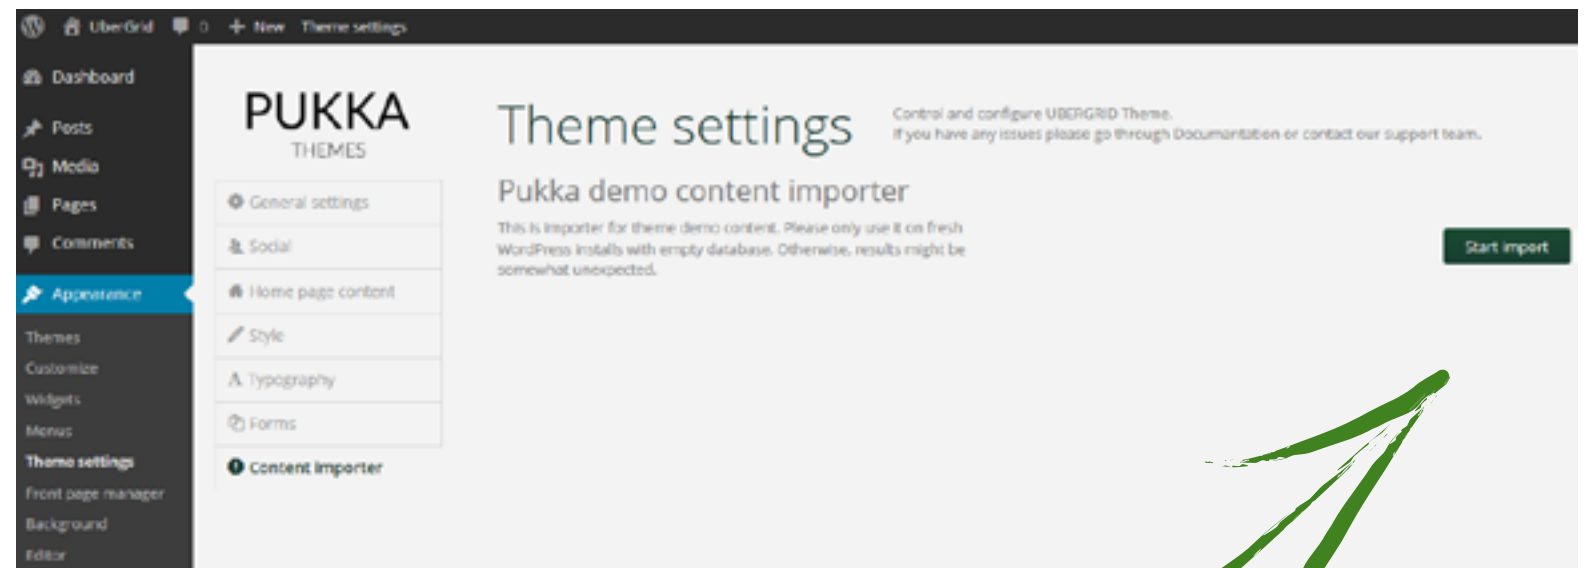 UberGrid 0 + New Theme settings
Dashboard
Posts
Media
Pages
Comments
Appearance
Themes
Customize
Widgets
Menus
Theme settings
Front page manager
Background
Editor
PUKKA
THEMES
General settings
Social
Home page content
Style
Typography
Forms
Content importer
Theme settings
Control and configure UBERGRID Theme.
If you have any issues please go through Documantation or contact our support team.
Pukka demo content importer
This is importer for theme demo content. Please only use it on fresh
WordPress installs with empty database. Otherwise, results might be
somewhat unexpected.
Start import